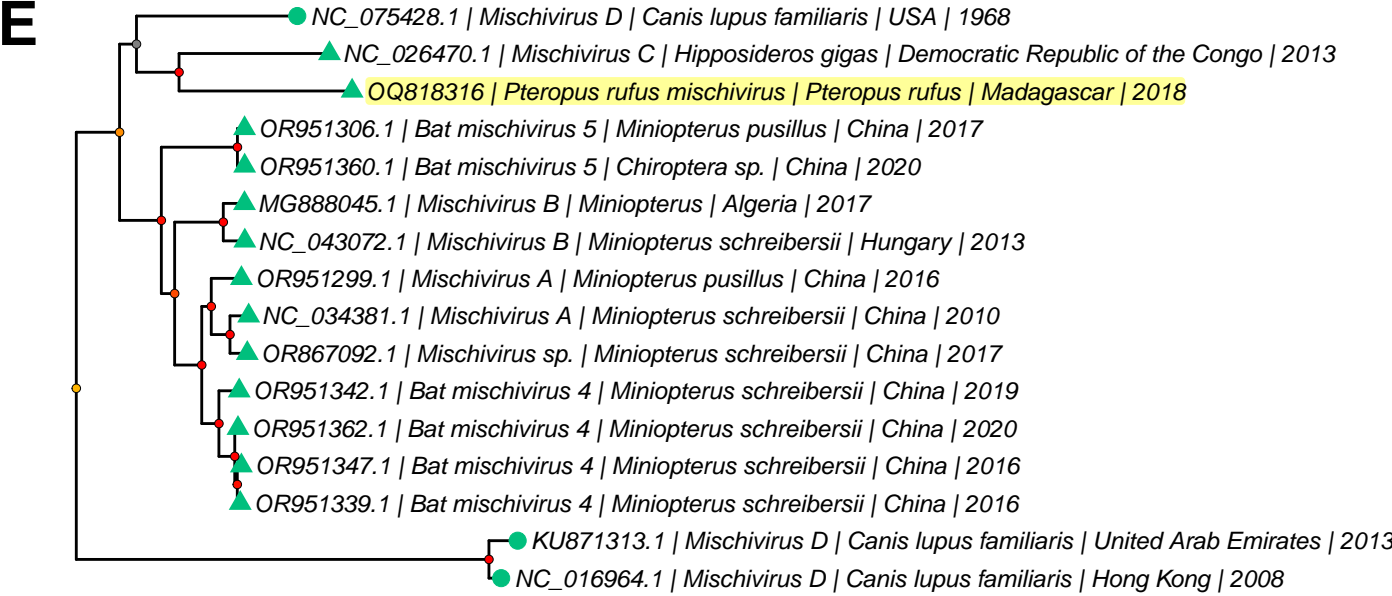 E
NC_075428.1 | Mischivirus D | Canis lupus familiaris | USA | 1968
NC_026470.1 | Mischivirus C | Hipposideros gigas | Democratic Republic of the Congo | 2013
OQ818316 | Pteropus rufus mischivirus | Pteropus rufus | Madagascar | 2018
OR951306.1 | Bat mischivirus 5 | Miniopterus pusillus | China | 2017
OR951360.1 | Bat mischivirus 5 | Chiroptera sp. | China | 2020
MG888045.1 | Mischivirus B | Miniopterus | Algeria | 2017
NC_043072.1 | Mischivirus B | Miniopterus schreibersii | Hungary | 2013
OR951299.1 | Mischivirus A | Miniopterus pusillus | China | 2016
NC_034381.1 | Mischivirus A | Miniopterus schreibersii | China | 2010
OR867092.1 | Mischivirus sp. | Miniopterus schreibersii | China | 2017
OR951342.1 | Bat mischivirus 4 | Miniopterus schreibersii | China | 2019
OR951362.1 | Bat mischivirus 4 | Miniopterus schreibersii | China | 2020
OR951347.1 | Bat mischivirus 4 | Miniopterus schreibersii | China | 2016
OR951339.1 | Bat mischivirus 4 | Miniopterus schreibersii | China | 2016
KU871313.1 | Mischivirus D | Canis lupus familiaris | United Arab Emirates | 2013
NC_016964.1 | Mischivirus D | Canis lupus familiaris | Hong Kong | 2008